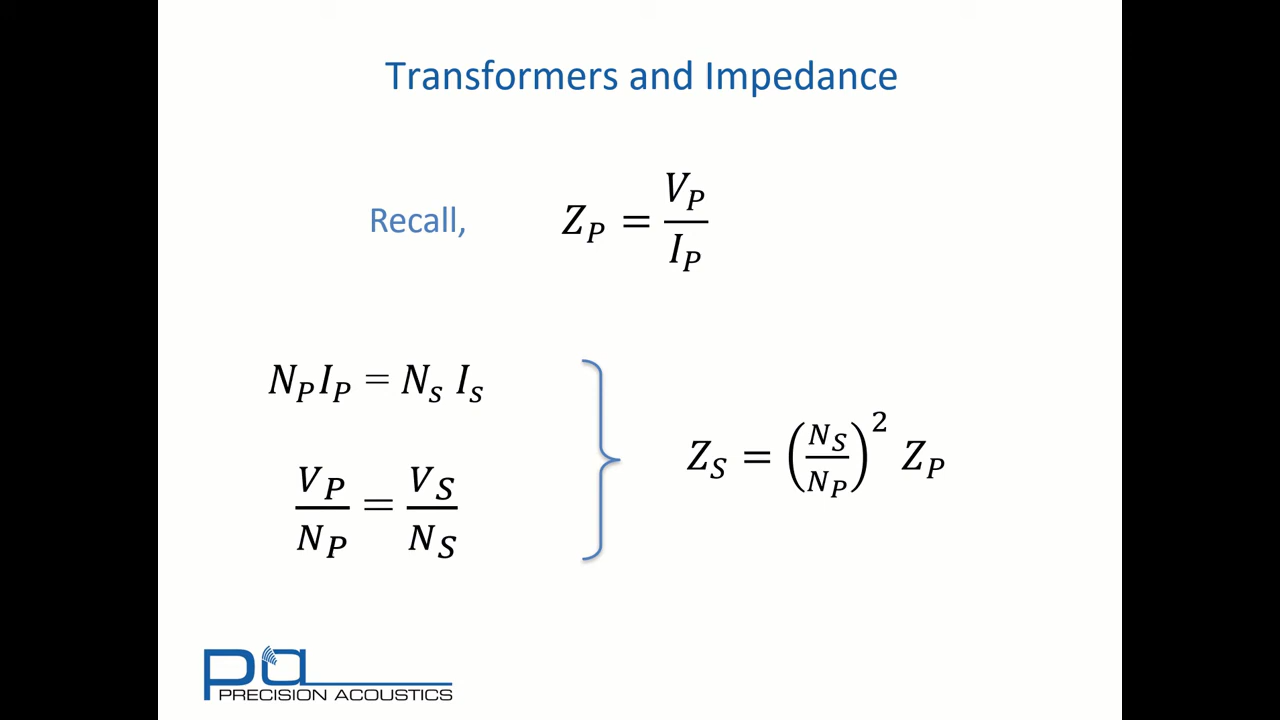 Transformers and Impedance
Recall,
Z_P = V_P / I_P
N_P I_P = N_s I_s
V_P / N_P = V_S / N_S
Z_S = (N_S / N_P)^2 Z_P
pa
PRECISION ACOUSTICS